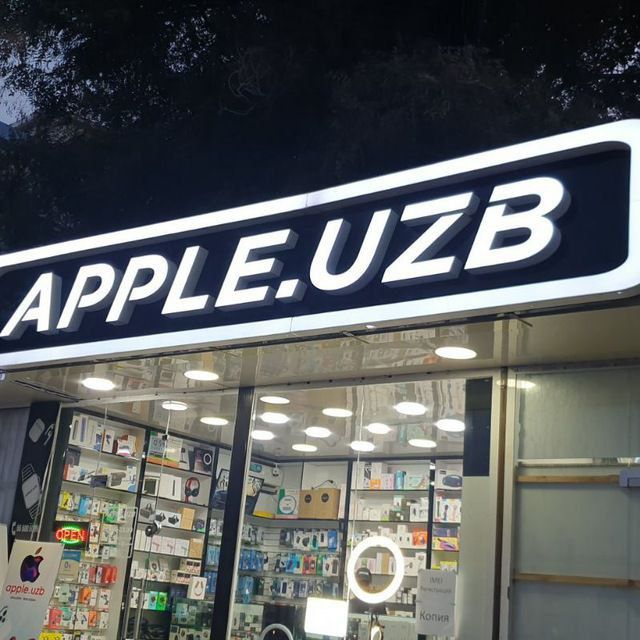 APPLE.UZB
OPEN
apple.uzb
IMEI
Регистрация
Копия